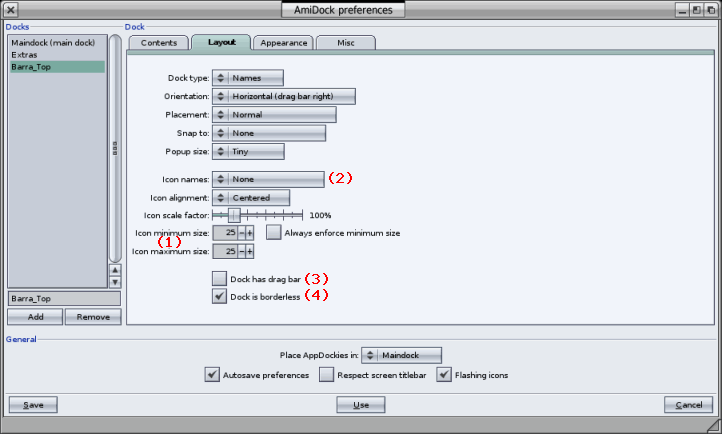 AmiDock preferences
Docks
Maindock (main dock)
Extras
Barra_Top
Barra_Top
Add Remove
Dock
Contents Layout Appearance Misc
Dock type: Names
Orientation: Horizontal (drag bar right)
Placement: Normal
Snap to: None
Popup size: Tiny
Icon names: None (2)
Icon alignment: Centered
Icon scale factor: 100%
Icon minimum size: 25 - + Always enforce minimum size
(1)
Icon maximum size: 25 - +
Dock has drag bar (3)
Dock is borderless (4)
General
Place AppDockies in: Maindock
Autosave preferences Respect screen titlebar Flashing icons
Save Use Cancel